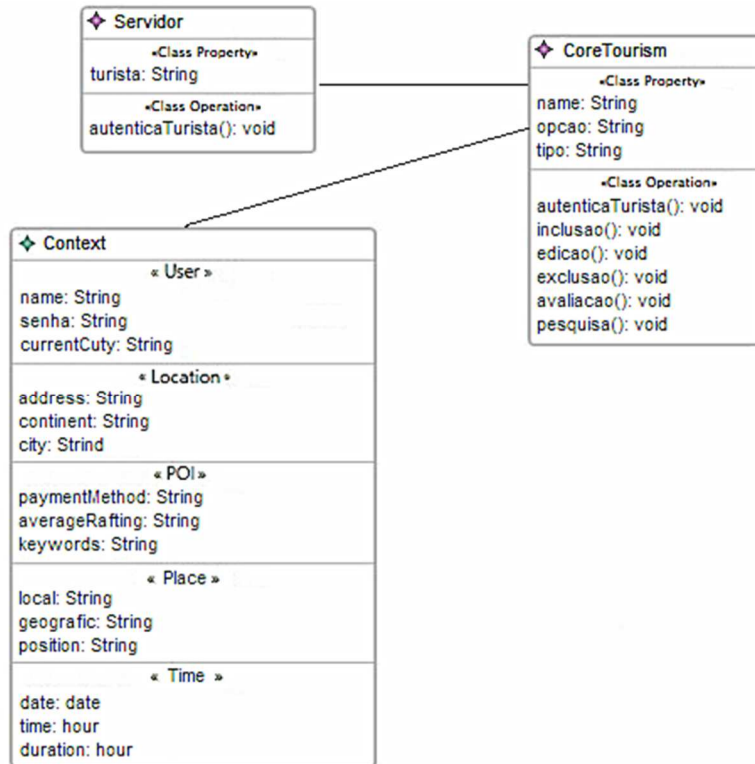 Servidor
«Class Property»
turista: String
«Class Operation»
autenticaTurista(): void
CoreTourism
«Class Property»
name: String
opcao: String
tipo: String
«Class Operation»
autenticaTurista(): void
inclusao(): void
edicao(): void
exclusao(): void
avaliacao(): void
pesquisa(): void
Context
« User »
name: String
senha: String
currentCuty: String
« Location »
address: String
continent: String
city: Strind
« POI »
paymentMethod: String
averageRafting: String
keywords: String
« Place »
local: String
geografic: String
position: String
« Time »
date: date
time: hour
duration: hour